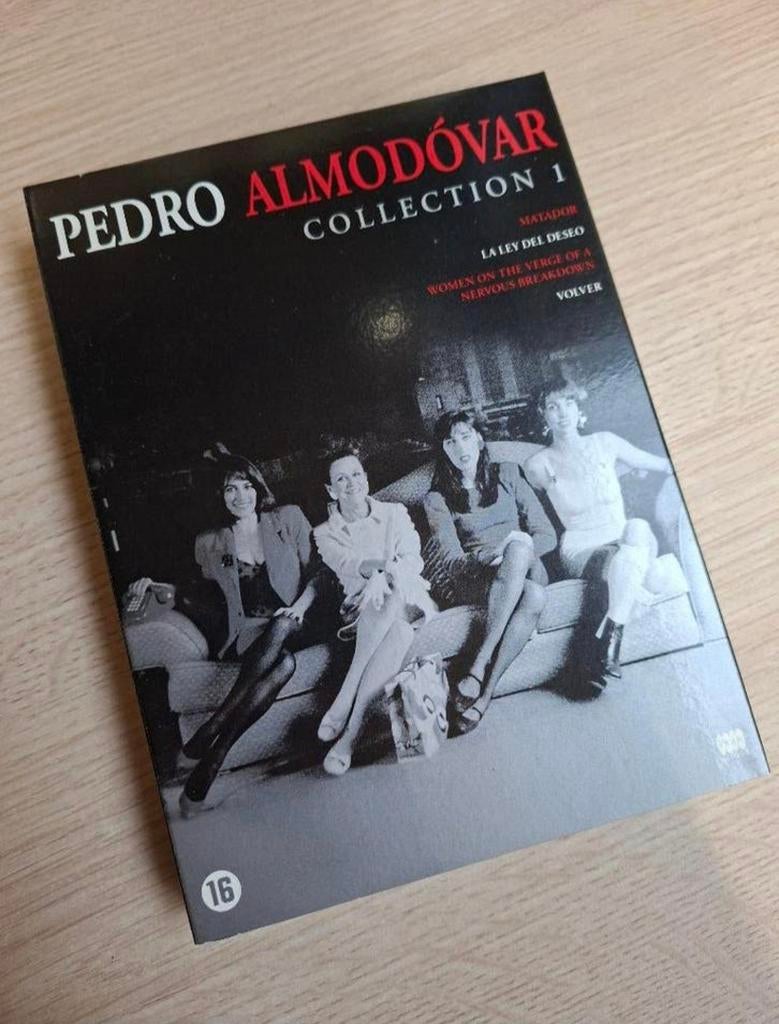 PEDRO ALMODÓVAR
COLLECTION 1
MATADOR
LA LEY DEL DESEO
WOMEN ON THE VERGE OF A
NERVOUS BREAKDOWN
VOLVER
16